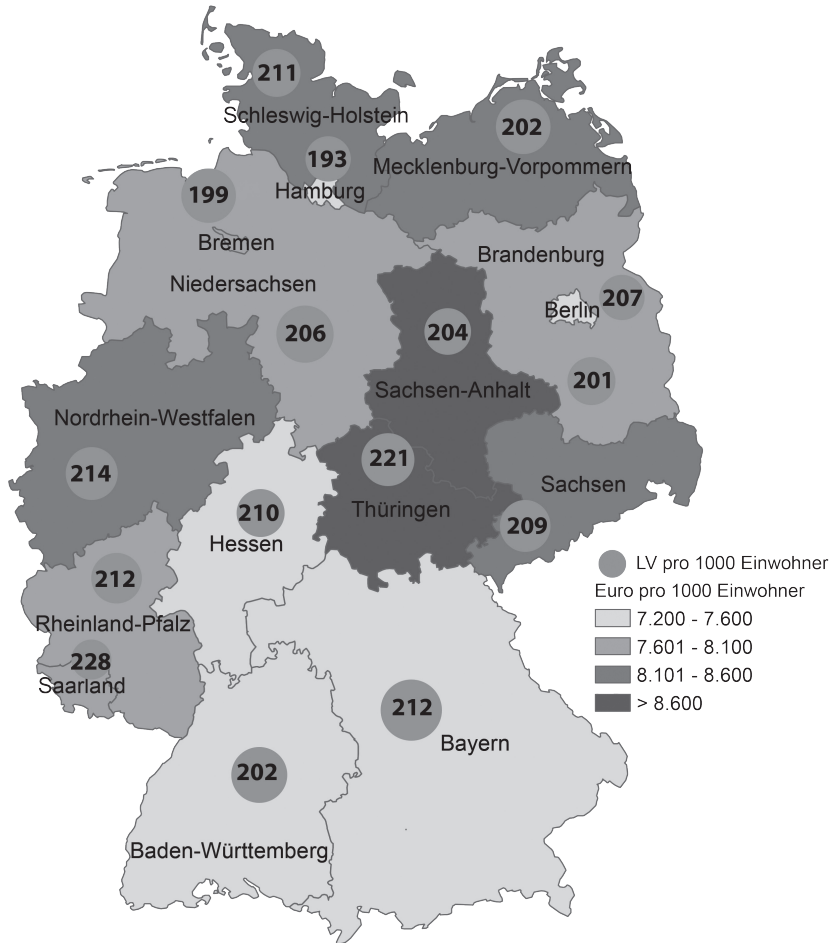 211
Schleswig-Holstein
202
193
Mecklenburg-Vorpommern
Hamburg
199
Bremen
Brandenburg
Niedersachsen
207
Berlin
206
204
201
Sachsen-Anhalt
Nordrhein-Westfalen
221
214
Sachsen
Thüringen
210
209
Hessen
212
Rheinland-Pfalz
228
Saarland
212
Bayern
202
Baden-Württemberg
LV pro 1000 Einwohner
Euro pro 1000 Einwohner
7.200 - 7.600
7.601 - 8.100
8.101 - 8.600
> 8.600